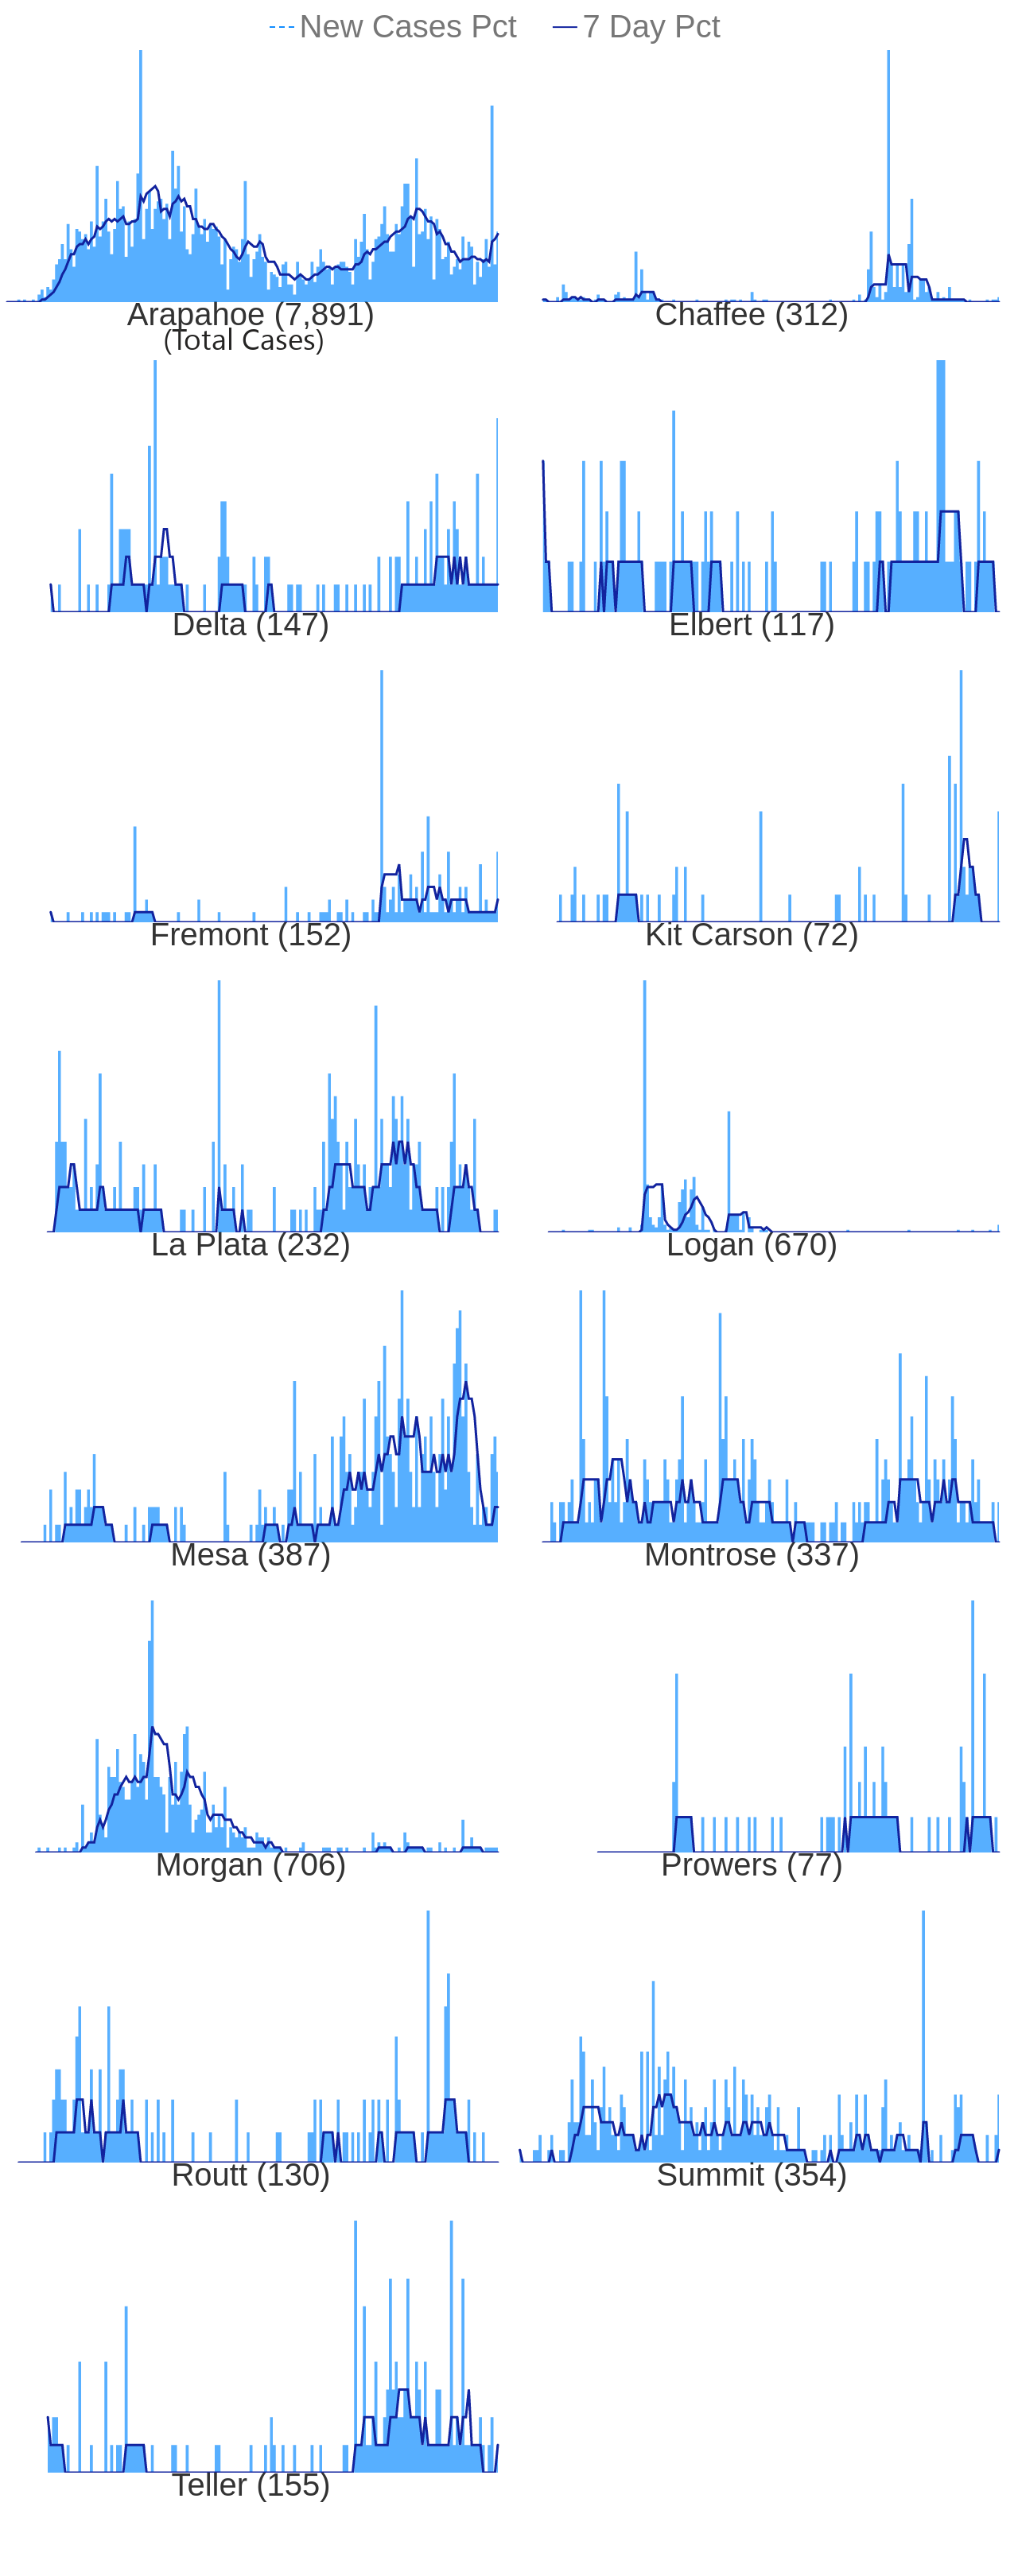 New Cases Pct 7 Day Pct
Arapahoe (7,891)
(Total Cases)
Chaffee (312)
Delta (147)
Elbert (117)
Fremont (152)
Kit Carson (72)
La Plata (232)
Logan (670)
Mesa (387)
Montrose (337)
Morgan (706)
Prowers (77)
Routt (130)
Summit (354)
Teller (155)